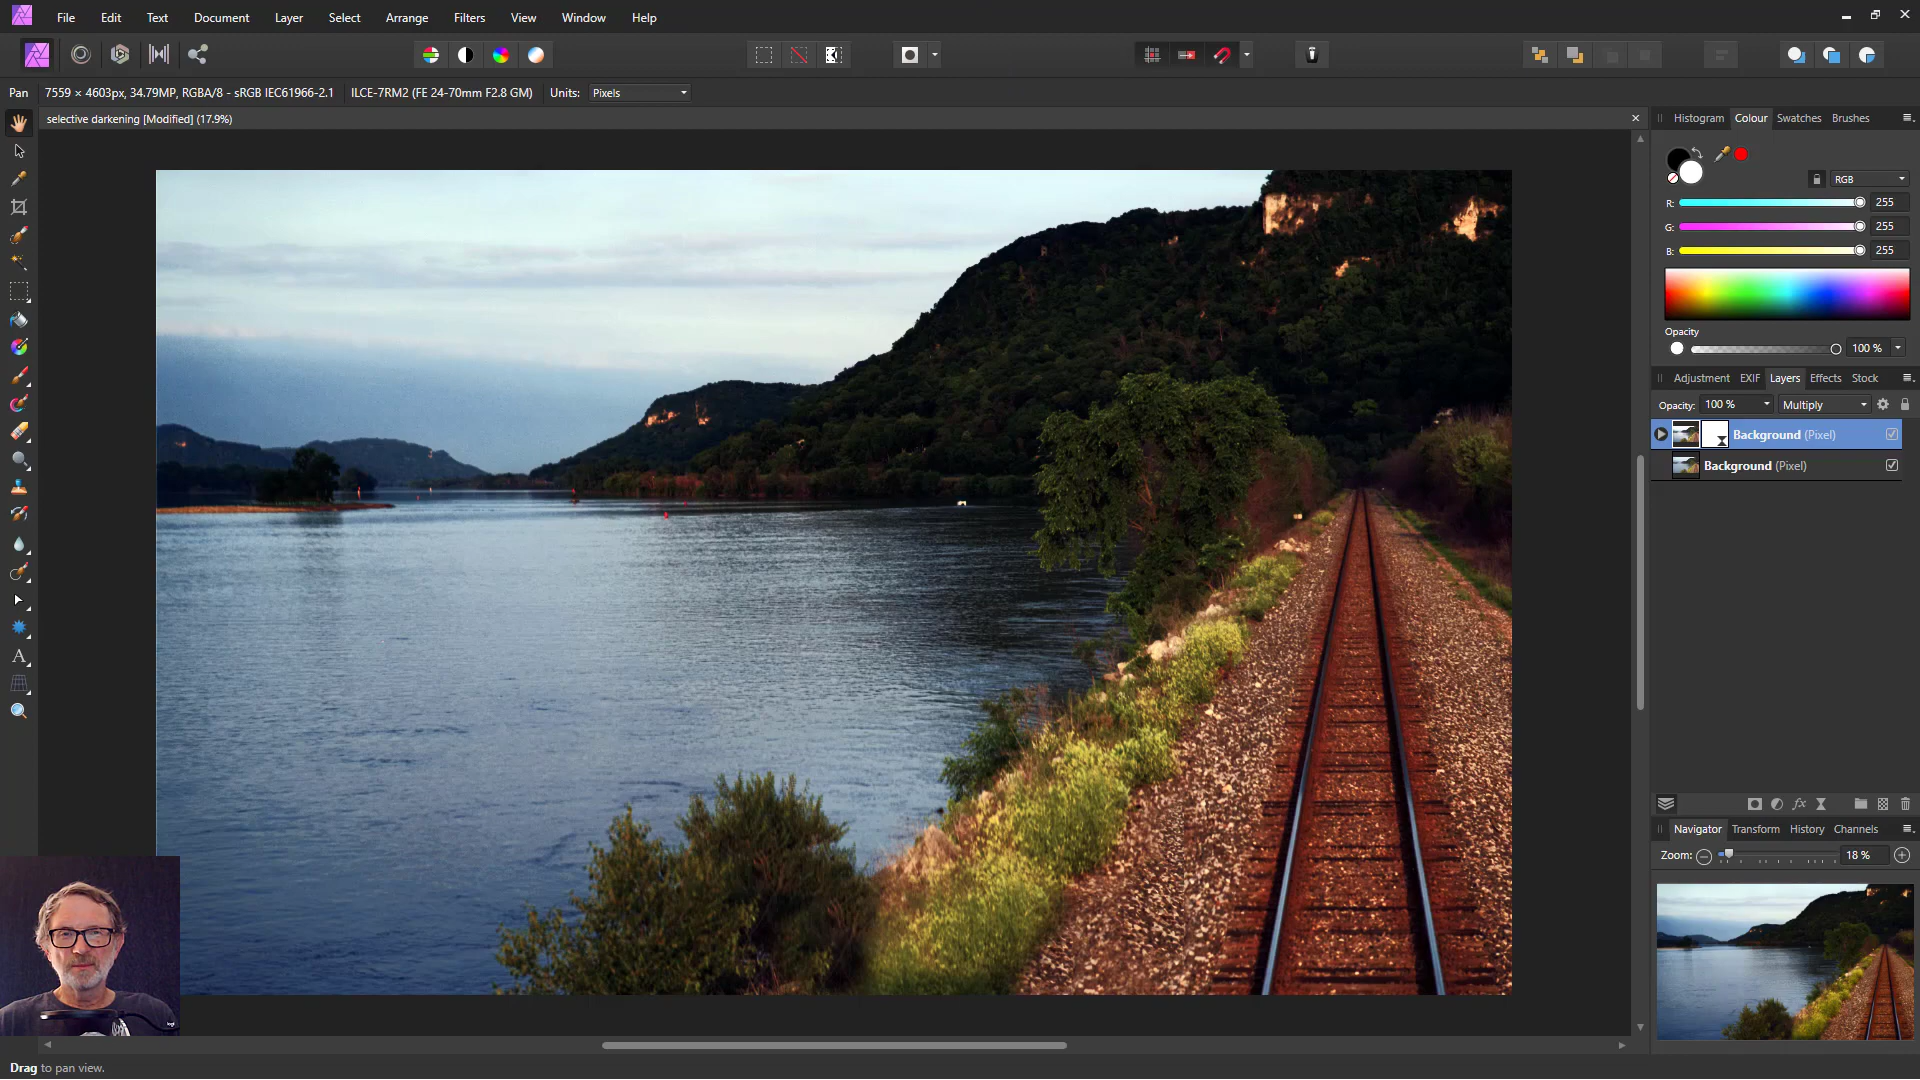 File Edit Text Document Layer Select Arrange Filters View Window Help
Pan 7559 × 4603px, 34.79MP, RGBA/8 - sRGB IEC61966-2.1 ILCE-7RM2 (FE 24-70mm F2.8 GM) Units: Pixels
selective darkening [Modified] (17.9%)
Histogram Colour Swatches Brushes
RGB
R: 255
G: 255
B: 255
Opacity
100 %
Adjustment EXIF Layers Effects Stock
Opacity: 100 % Multiply
Background (Pixel)
Background (Pixel)
fx
Navigator Transform History Channels
Zoom: 18 %
A
Drag to pan view.